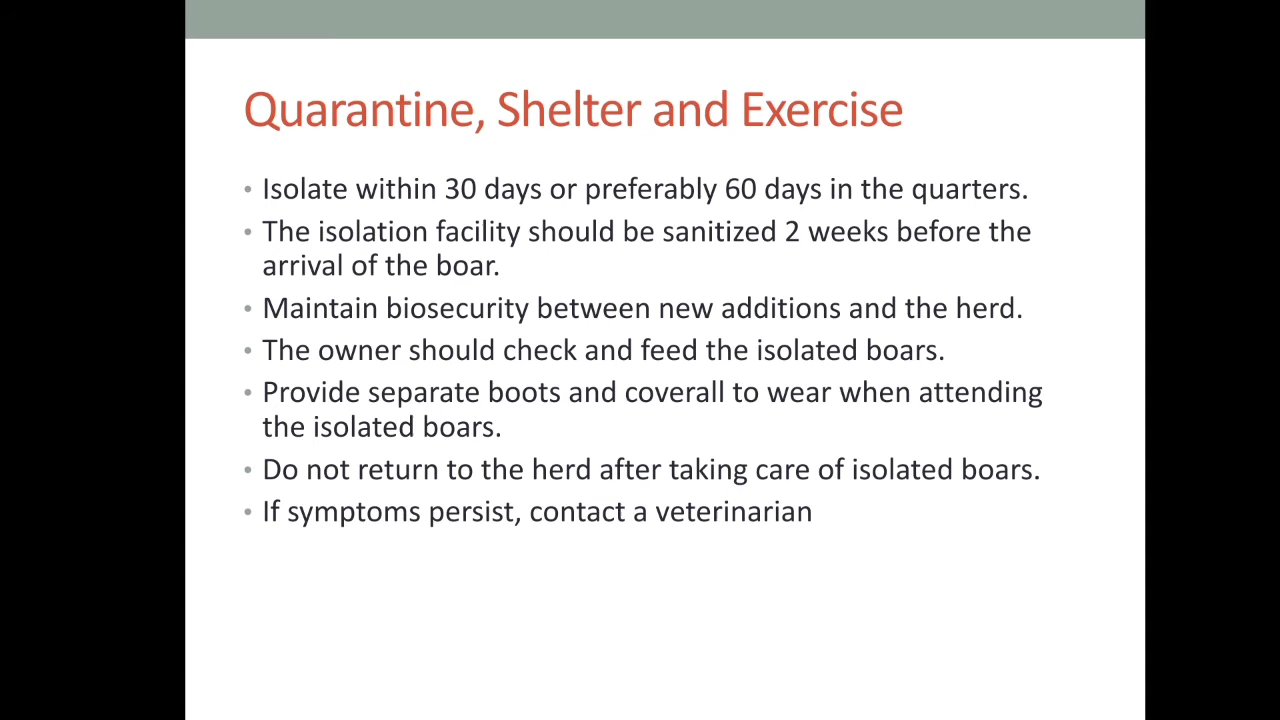 Quarantine, Shelter and Exercise
• Isolate within 30 days or preferably 60 days in the quarters.
• The isolation facility should be sanitized 2 weeks before the
arrival of the boar.
• Maintain biosecurity between new additions and the herd.
• The owner should check and feed the isolated boars.
• Provide separate boots and coverall to wear when attending
the isolated boars.
• Do not return to the herd after taking care of isolated boars.
• If symptoms persist, contact a veterinarian